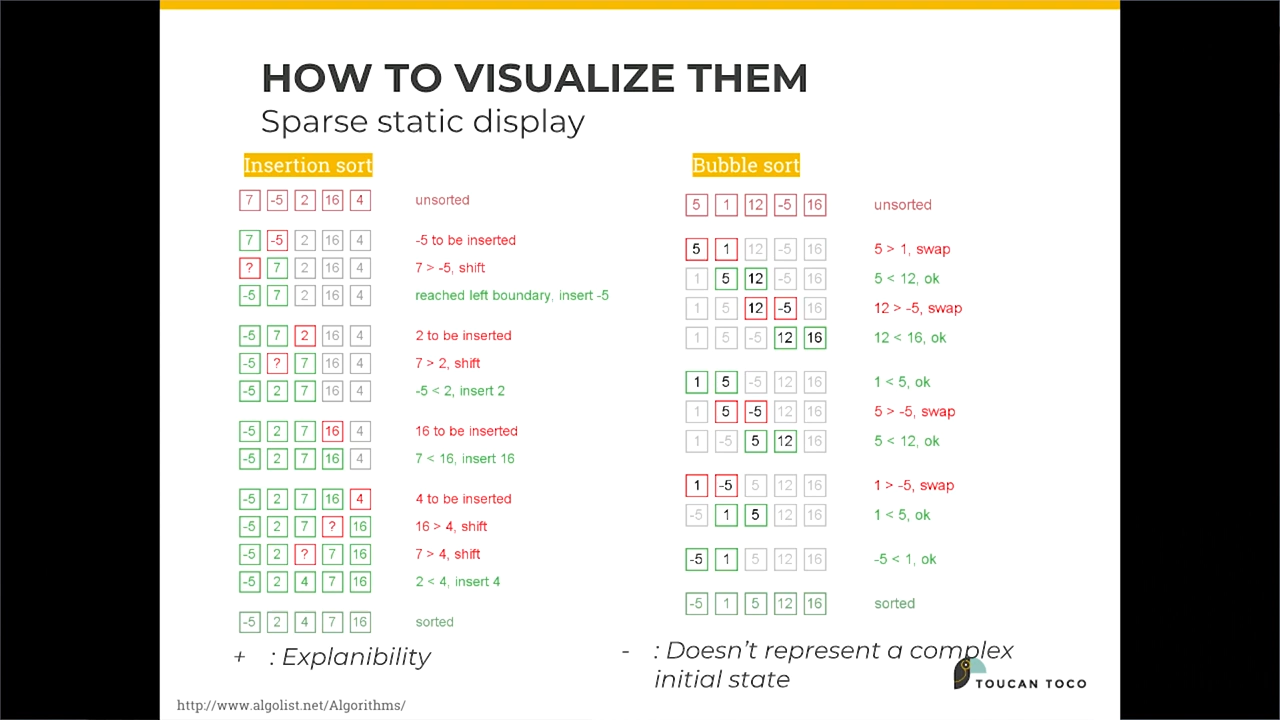 HOW TO VISUALIZE THEM
Sparse static display
Insertion sort
7 -5 2 16 4 unsorted
7 -5 2 16 4 -5 to be inserted
? 7 2 16 4 7 > -5, shift
-5 7 2 16 4 reached left boundary, insert -5
-5 7 2 16 4 2 to be inserted
-5 ? 7 16 4 7 > 2, shift
-5 2 7 16 4 -5 < 2, insert 2
-5 2 7 16 4 16 to be inserted
-5 2 7 16 4 7 < 16, insert 16
-5 2 7 16 4 4 to be inserted
-5 2 7 ? 16 16 > 4, shift
-5 2 ? 7 16 7 > 4, shift
-5 2 4 7 16 2 < 4, insert 4
-5 2 4 7 16 sorted
+ : Explanibility
Bubble sort
5 1 12 -5 16 unsorted
5 1 12 -5 16 5 > 1, swap
1 5 12 -5 16 5 < 12, ok
1 5 12 -5 16 12 > -5, swap
1 5 -5 12 16 12 < 16, ok
1 5 -5 12 16 1 < 5, ok
1 5 -5 12 16 5 > -5, swap
1 -5 5 12 16 5 < 12, ok
1 -5 5 12 16 1 > -5, swap
-5 1 5 12 16 1 < 5, ok
-5 1 5 12 16 -5 < 1, ok
-5 1 5 12 16 sorted
- : Doesn't represent a complex
initial state
TOUCAN TOCO
http://www.algolist.net/Algorithms/